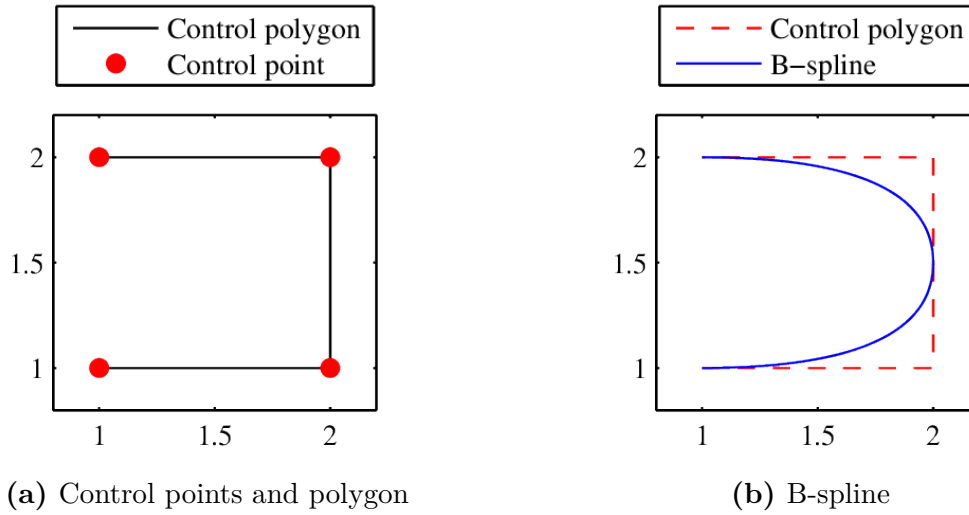 Control polygon
Control point
2
1.5
1
1
1.5
2
(a) Control points and polygon
Control polygon
B-spline
2
1.5
1
1
1.5
2
(b) B-spline